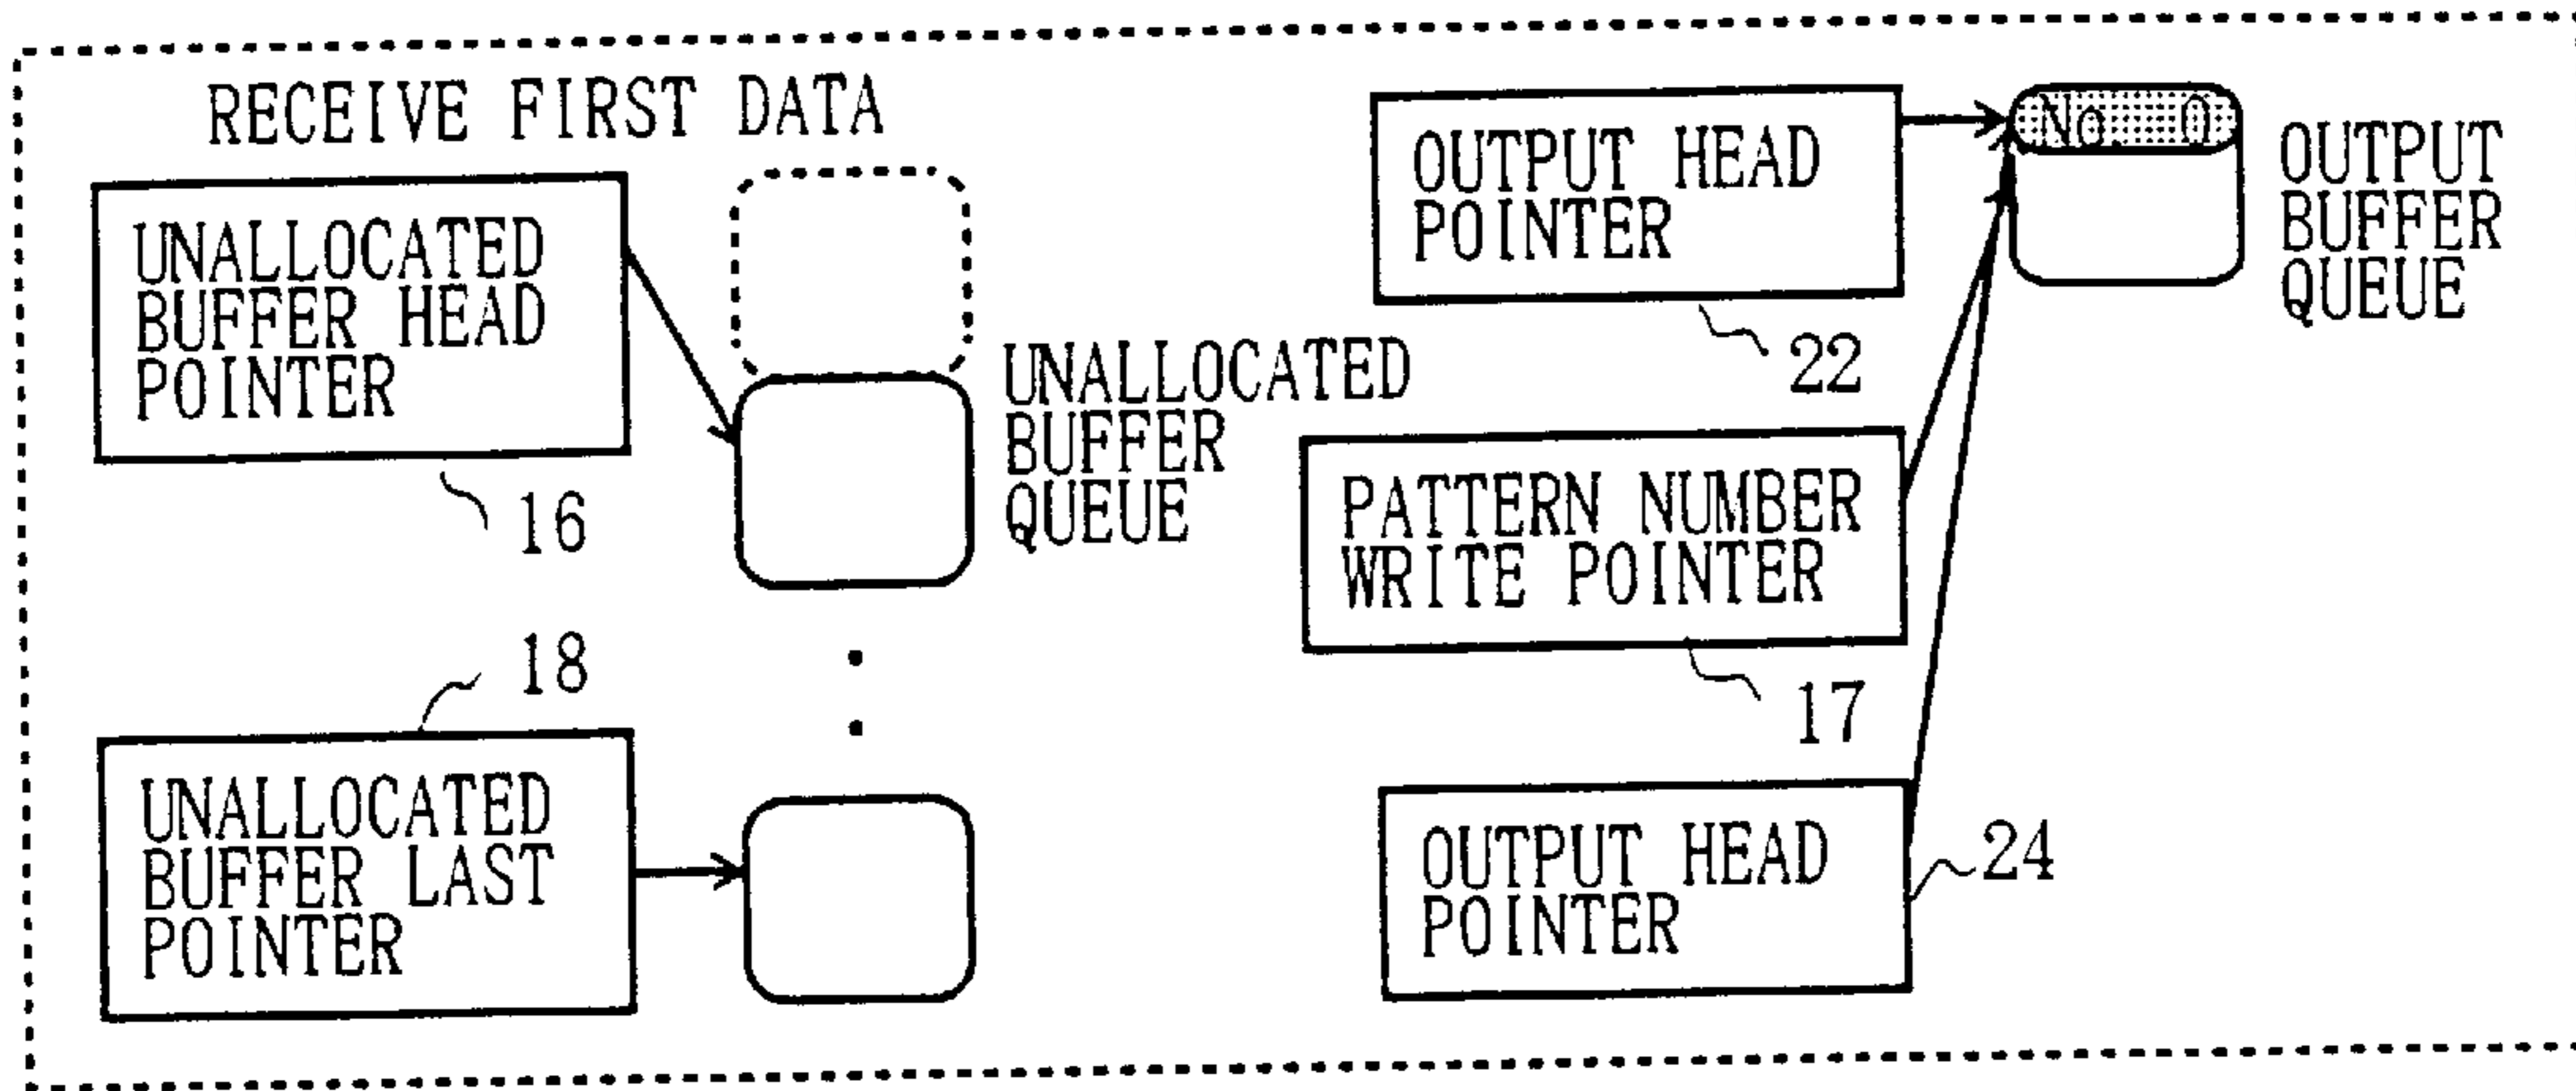 RECEIVE FIRST DATA
UNALLOCATED
BUFFER HEAD
POINTER
16
UNALLOCATED
BUFFER
QUEUE
18
UNALLOCATED
BUFFER LAST
POINTER
OUTPUT HEAD
POINTER
22
No. 0
OUTPUT
BUFFER
QUEUE
PATTERN NUMBER
WRITE POINTER
17
OUTPUT HEAD
POINTER
24